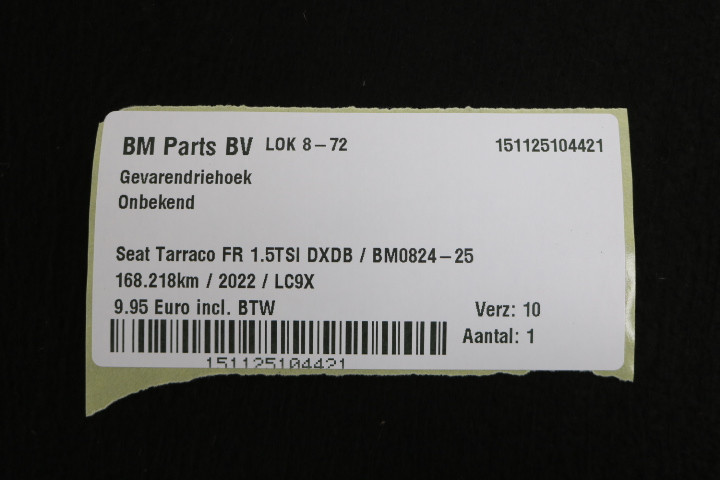 BM Parts BV LOK 8-72 151125104421
Gevarendriehoek
Onbekend
Seat Tarraco FR 1.5TSI DXDB / BM0824-25
168.218km / 2022 / LC9X
9.95 Euro incl. BTW Verz: 10
Aantal: 1
151125104421